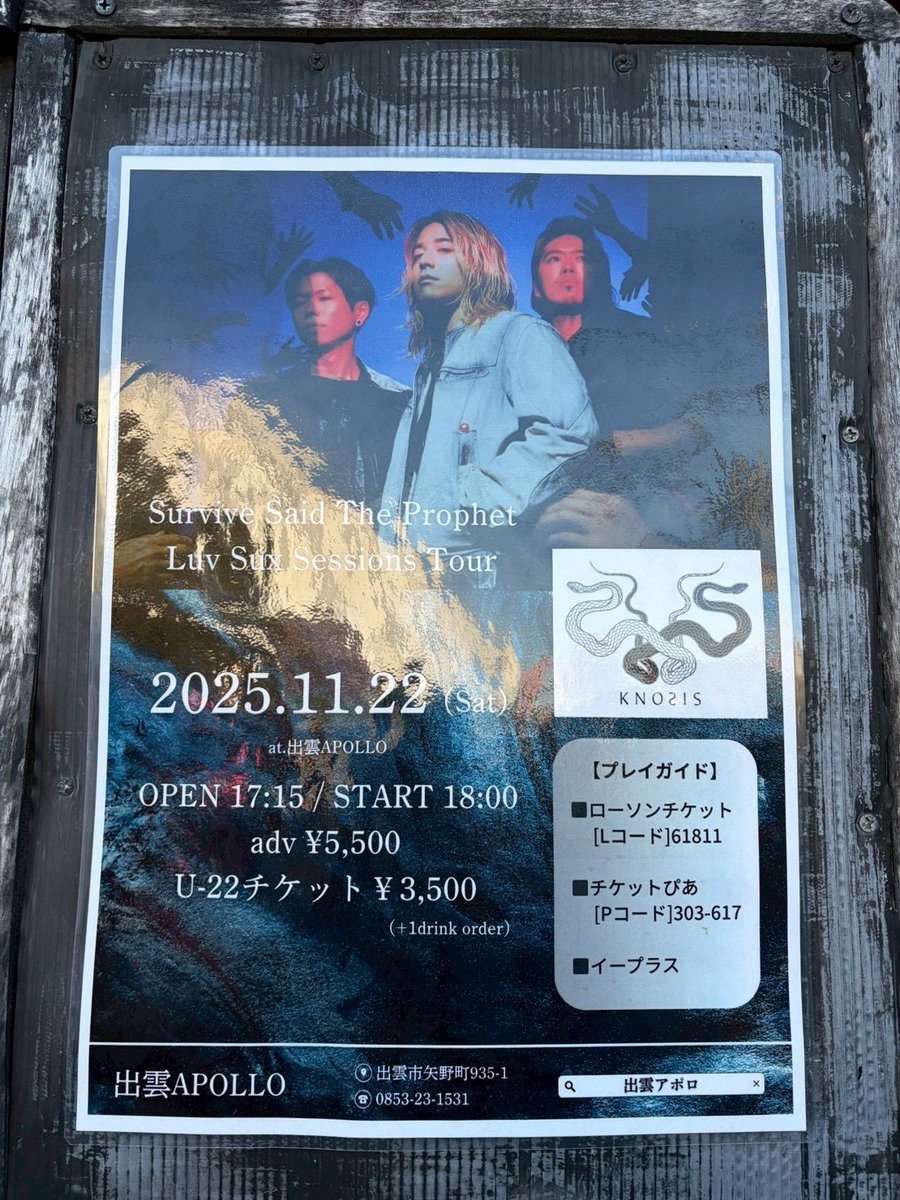 Survive Said The Prophet
Luv Sux Sessions Tour
2025.11.22 (Sat)
at.出雲APOLLO
OPEN 17:15 / START 18:00
adv ¥5,500
U-22チケット ¥3,500
(+1drink order)
KNOSIS
【プレイガイド】
■ローソンチケット
[Lコード]61811
■チケットぴあ
[Pコード]303-617
■イープラス
出雲APOLLO
出雲市矢野町935-1
0853-23-1531
出雲アポロ ×